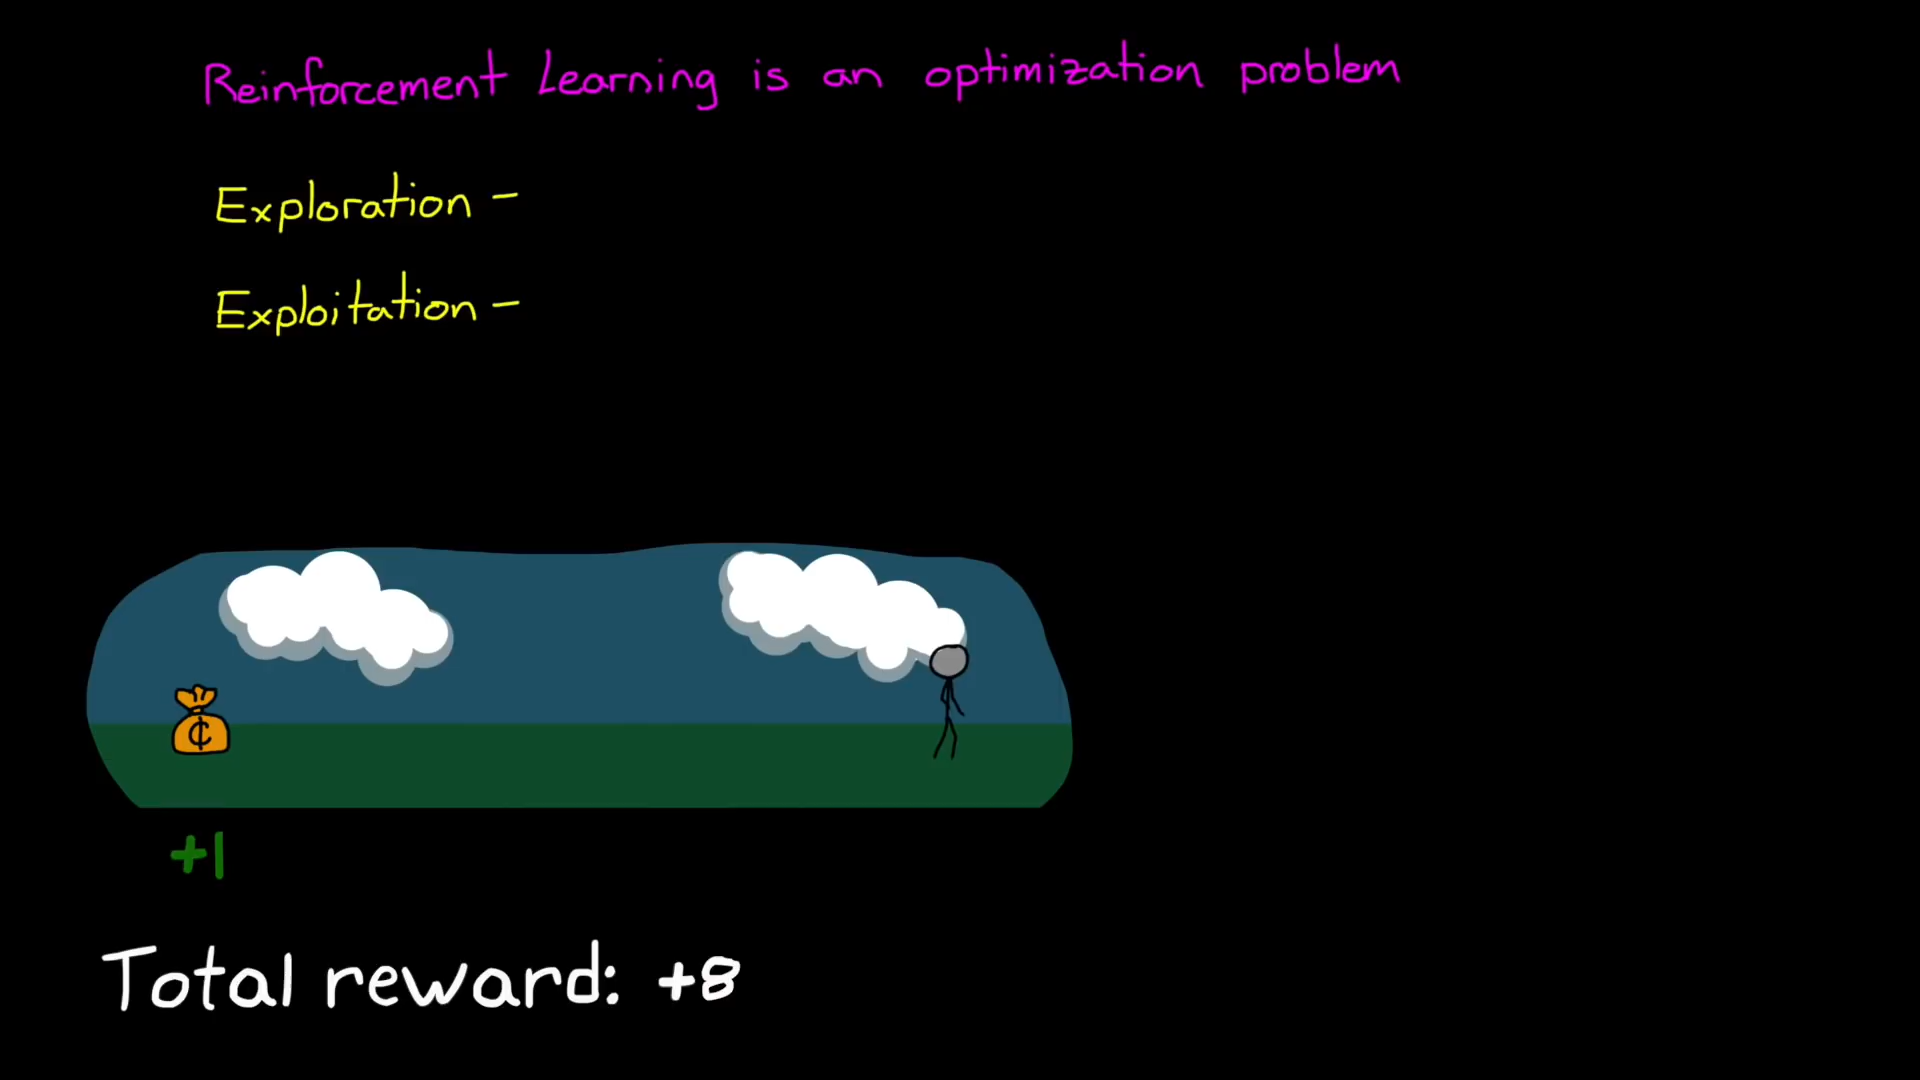 Reinforcement Learning is an optimization problem
Exploration -
Exploitation -
¢
+1
Total reward: +8